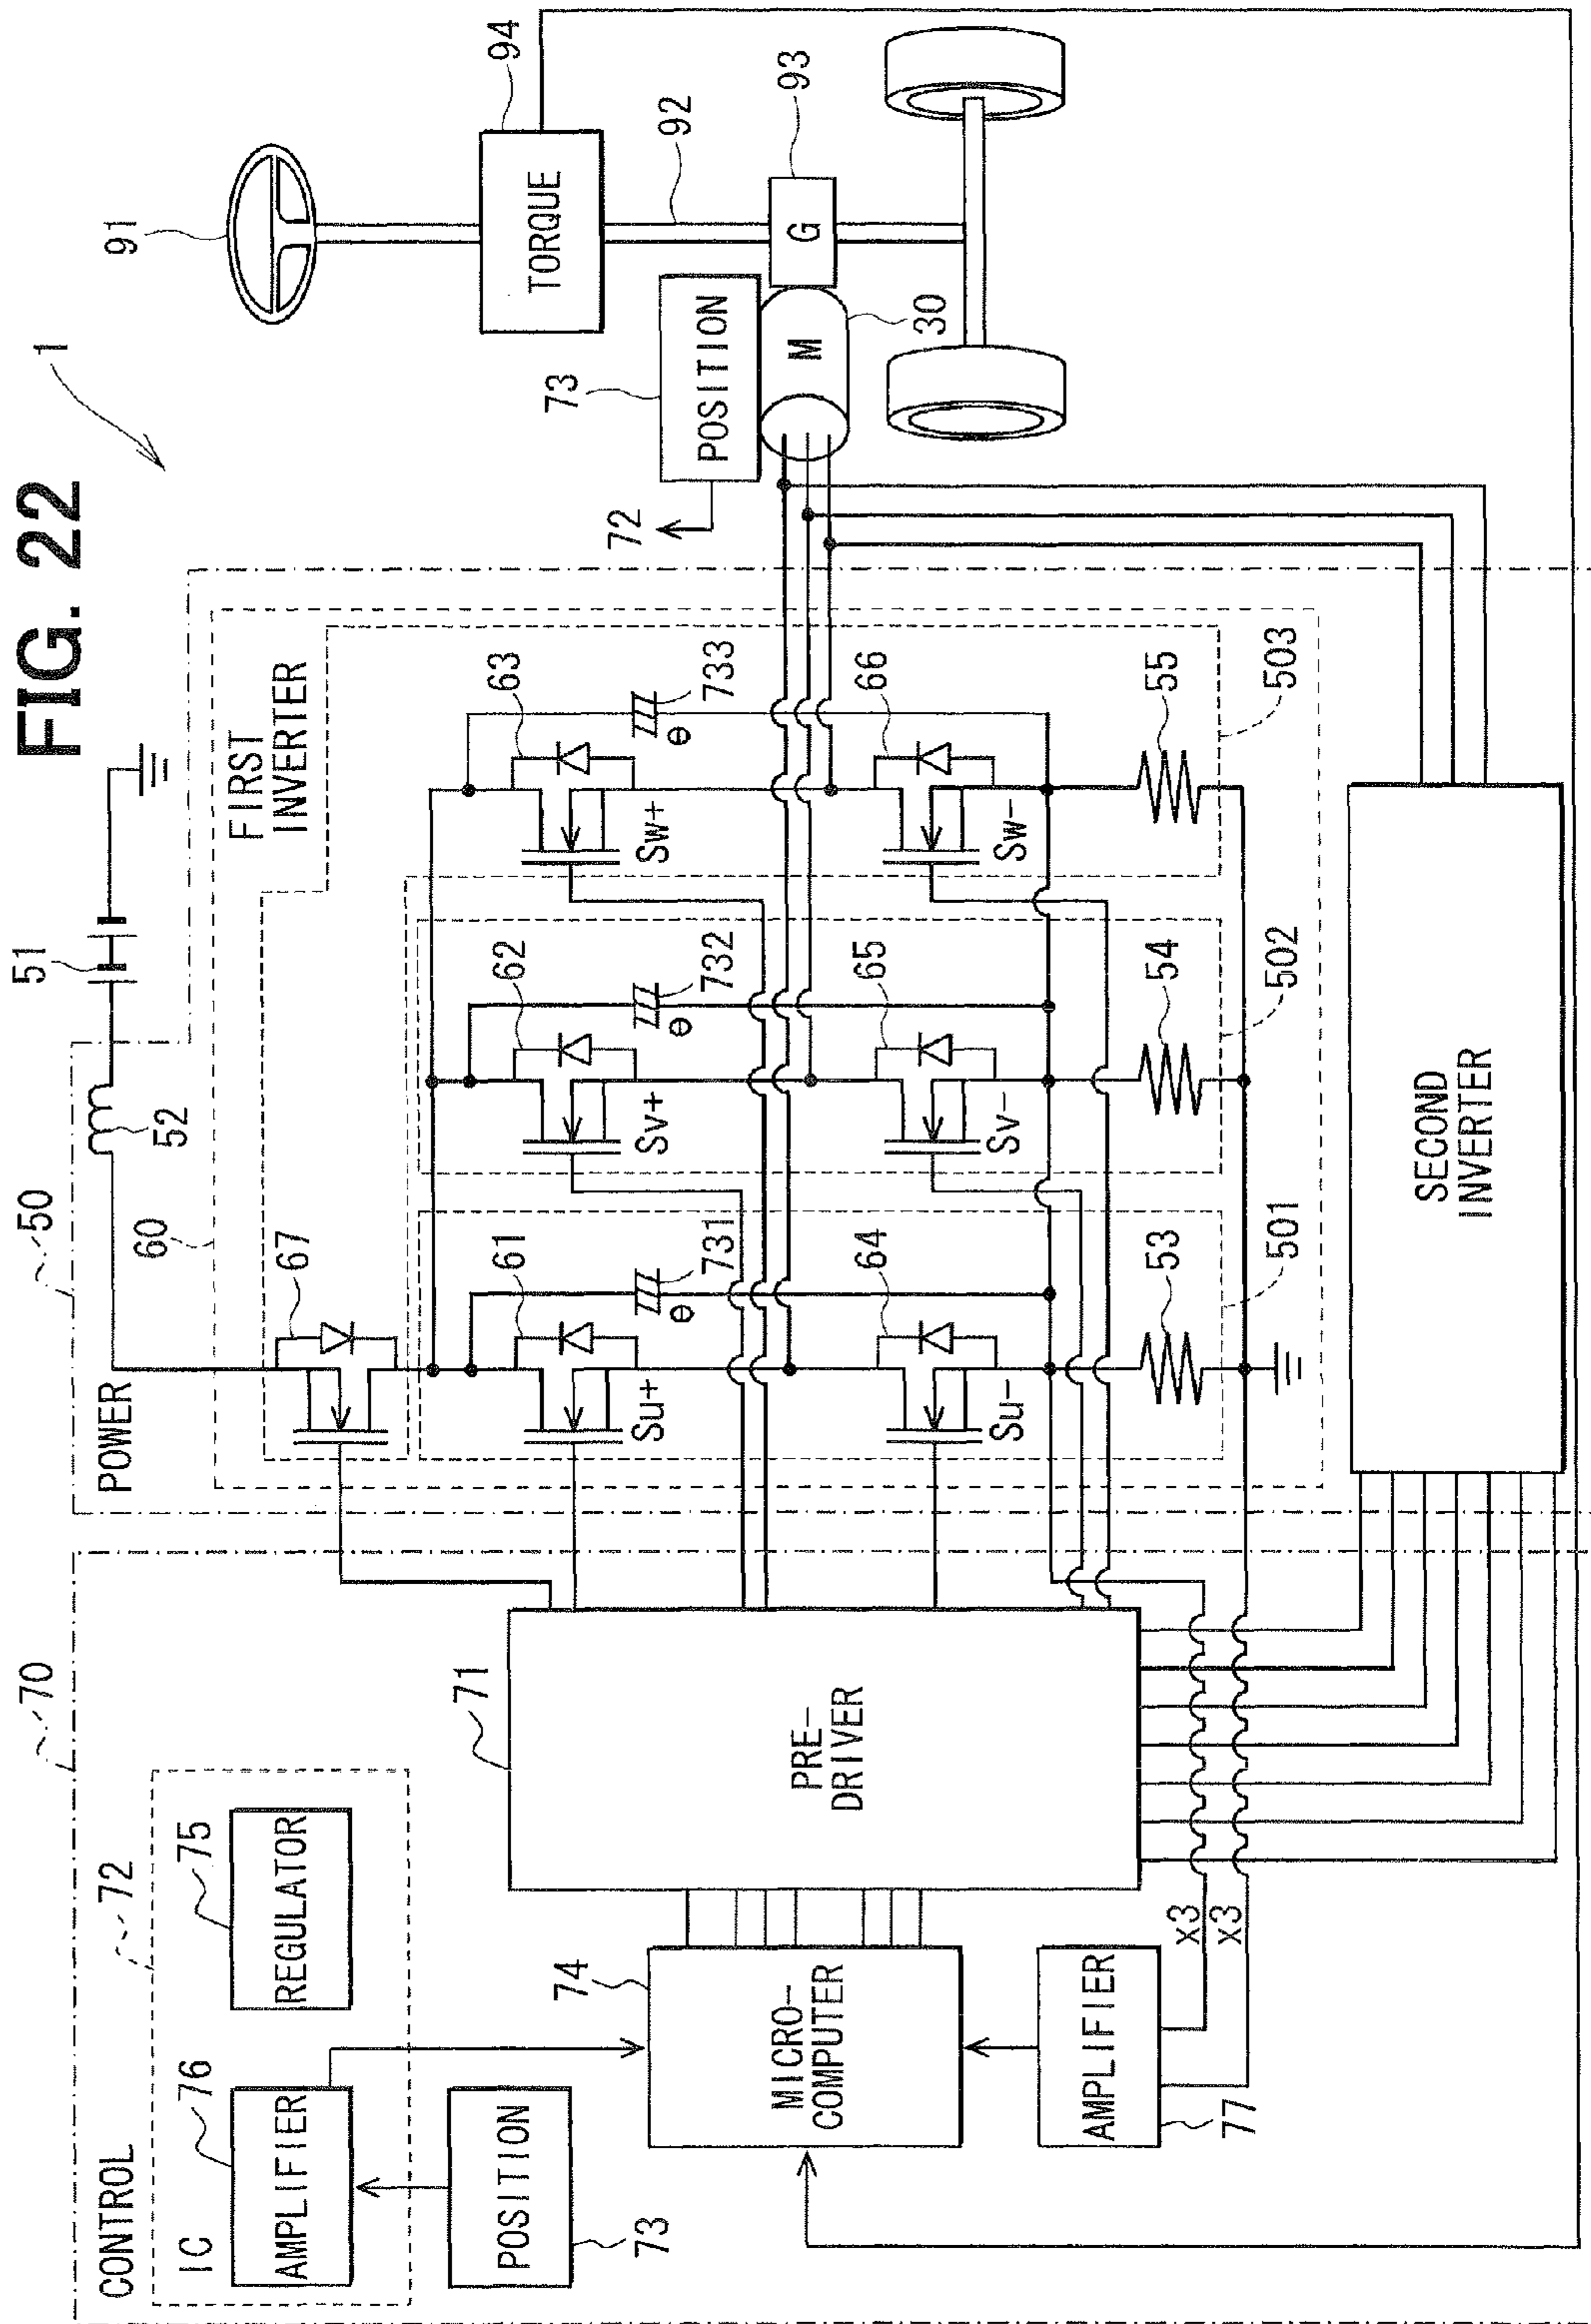 FIG. 22
1
CONTROL
70
IC
72
AMPLIFIER
76
REGULATOR
75
POSITION
73
MICRO-
COMPUTER
74
AMPLIFIER
77
x3
x3
PRE-
DRIVER
71
POWER
50
60
51
52
FIRST
INVERTER
67
61
62
63
Su+
Sv+
Sw+
731
732
733
⊖
⊖
⊖
64
65
66
Su-
Sv-
Sw-
53
54
55
501
502
503
SECOND
INVERTER
91
TORQUE
94
92
POSITION
73
72
G
93
M
30